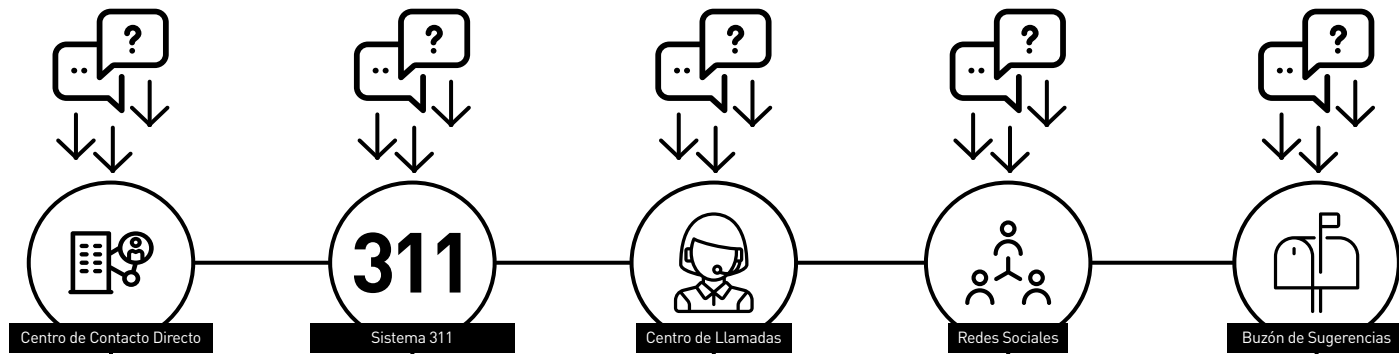 ? ? ? ? ?
311
Centro de Contacto Directo
Sistema 311
Centro de Llamadas
Redes Sociales
Buzón de Sugerencias